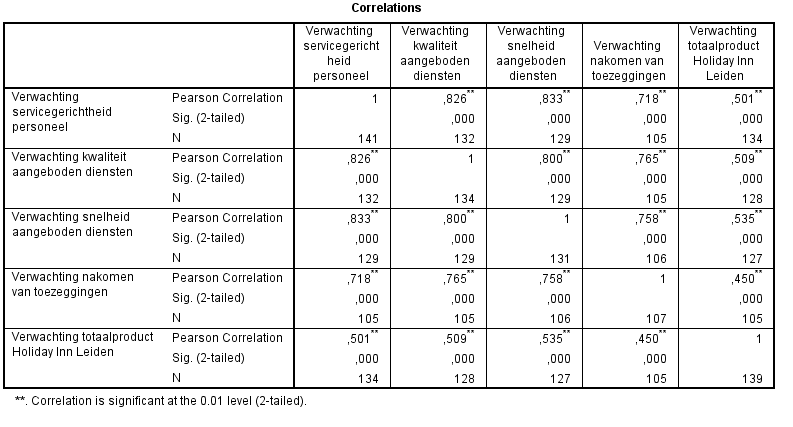 Correlations
Verwachting servicegericht heid personeel | Verwachting kwaliteit aangeboden diensten | Verwachting snelheid aangeboden diensten | Verwachting nakomen van toezeggingen | Verwachting totaalproduct Holiday Inn Leiden
Verwachting servicegerichtheid personeel
Pearson Correlation 1 ,826** ,833** ,718** ,501**
Sig. (2-tailed) ,000 ,000 ,000 ,000
N 141 132 129 105 134
Verwachting kwaliteit aangeboden diensten
Pearson Correlation ,826** 1 ,800** ,765** ,509**
Sig. (2-tailed) ,000 ,000 ,000 ,000
N 132 134 129 105 128
Verwachting snelheid aangeboden diensten
Pearson Correlation ,833** ,800** 1 ,758** ,535**
Sig. (2-tailed) ,000 ,000 ,000 ,000
N 129 129 131 106 127
Verwachting nakomen van toezeggingen
Pearson Correlation ,718** ,765** ,758** 1 ,450**
Sig. (2-tailed) ,000 ,000 ,000 ,000
N 105 105 106 107 105
Verwachting totaalproduct Holiday Inn Leiden
Pearson Correlation ,501** ,509** ,535** ,450** 1
Sig. (2-tailed) ,000 ,000 ,000 ,000
N 134 128 127 105 139
**. Correlation is significant at the 0.01 level (2-tailed).